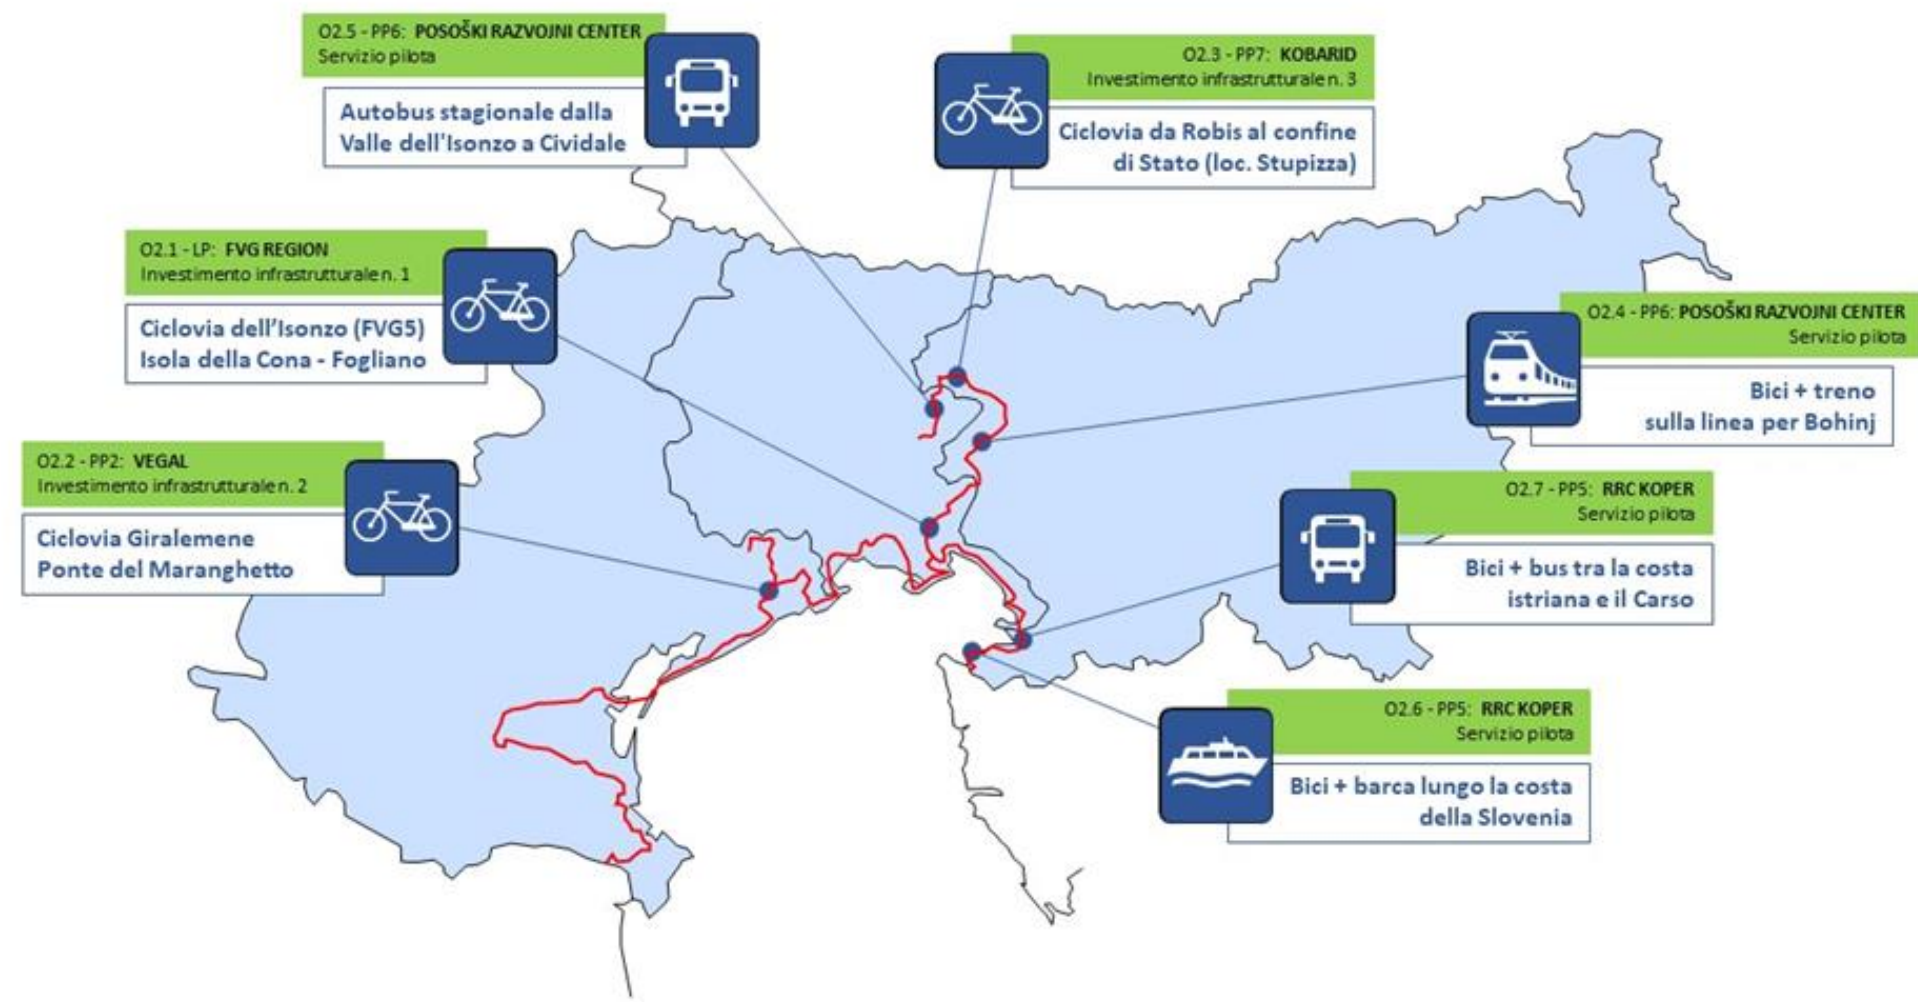 O2.5 - PP6: POSOŠKI RAZVOJNI CENTER
Servizio pilota
Autobus stagionale dalla
Valle dell'Isonzo a Cividale
O2.3 - PP7: KOBARID
Investimento infrastrutturale n. 3
Ciclovia da Robis al confine
di Stato (loc. Stupizza)
O2.1 - LP: FVG REGION
Investimento infrastrutturale n. 1
Ciclovia dell’Isonzo (FVG5)
Isola della Cona - Fogliano
O2.4 - PP6: POSOŠKI RAZVOJNI CENTER
Servizio pilota
Bici + treno
sulla linea per Bohinj
O2.2 - PP2: VEGAL
Investimento infrastrutturale n. 2
Ciclovia Giralemene
Ponte del Maranghetto
O2.7 - PP5: RRC KOPER
Servizio pilota
Bici + bus tra la costa
istriana e il Carso
O2.6 - PP5: RRC KOPER
Servizio pilota
Bici + barca lungo la costa
della Slovenia